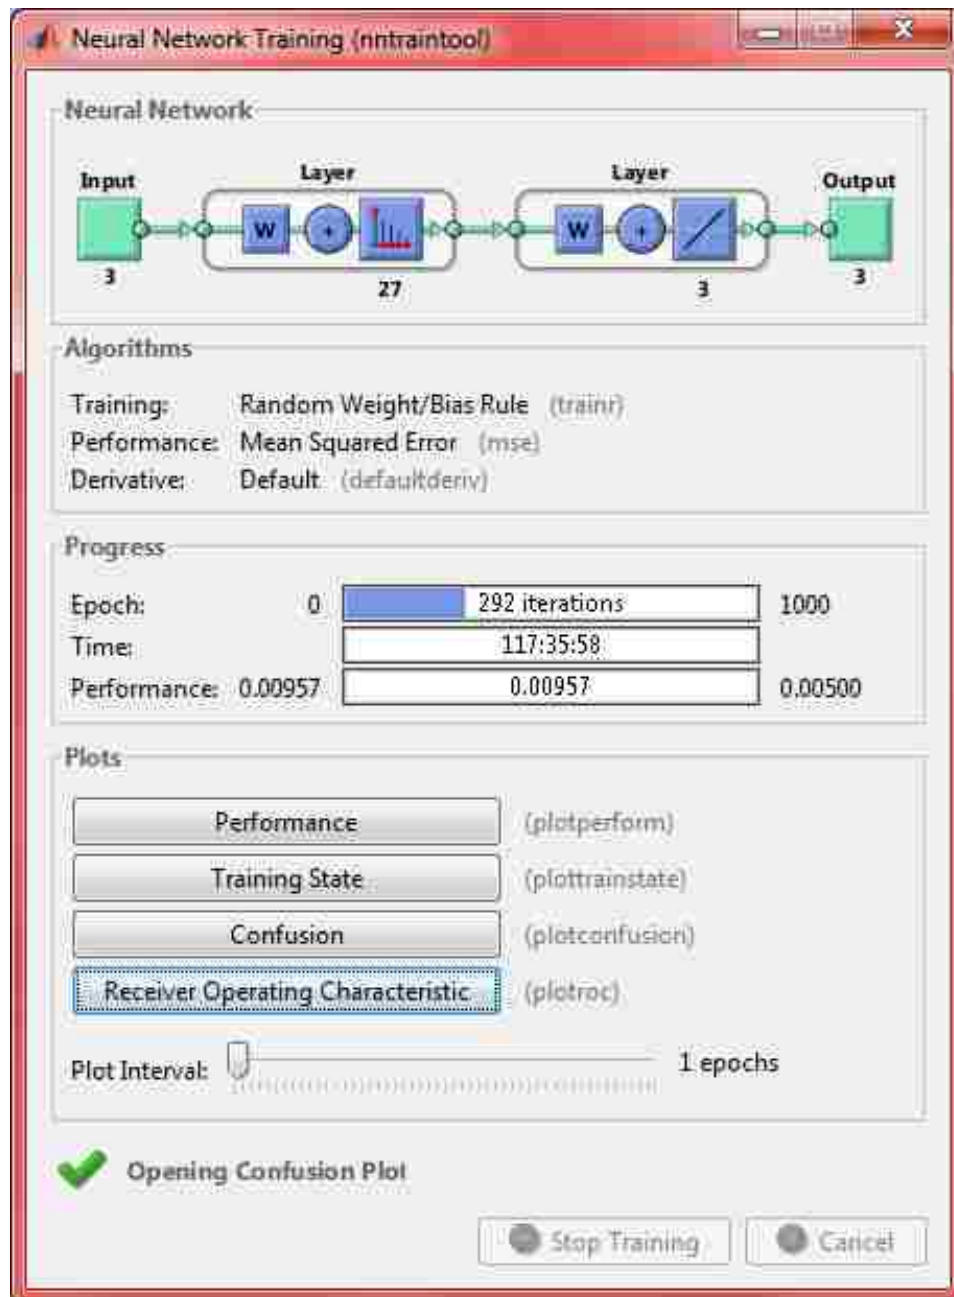 Neural Network Training (nntraintool)
Neural Network
Input Layer Layer Output
W + W +
3 27 3 3
Algorithms
Training: Random Weight/Bias Rule (trainr)
Performance: Mean Squared Error (mse)
Derivative: Default (defaultderiv)
Progress
Epoch: 0 292 iterations 1000
Time: 117:35:58
Performance: 0.00957 0.00957 0.00500
Plots
Performance (plotperform)
Training State (plottrainstate)
Confusion (plotconfusion)
Receiver Operating Characteristic (plotroc)
Plot Interval: 1 epochs
Opening Confusion Plot
Stop Training Cancel